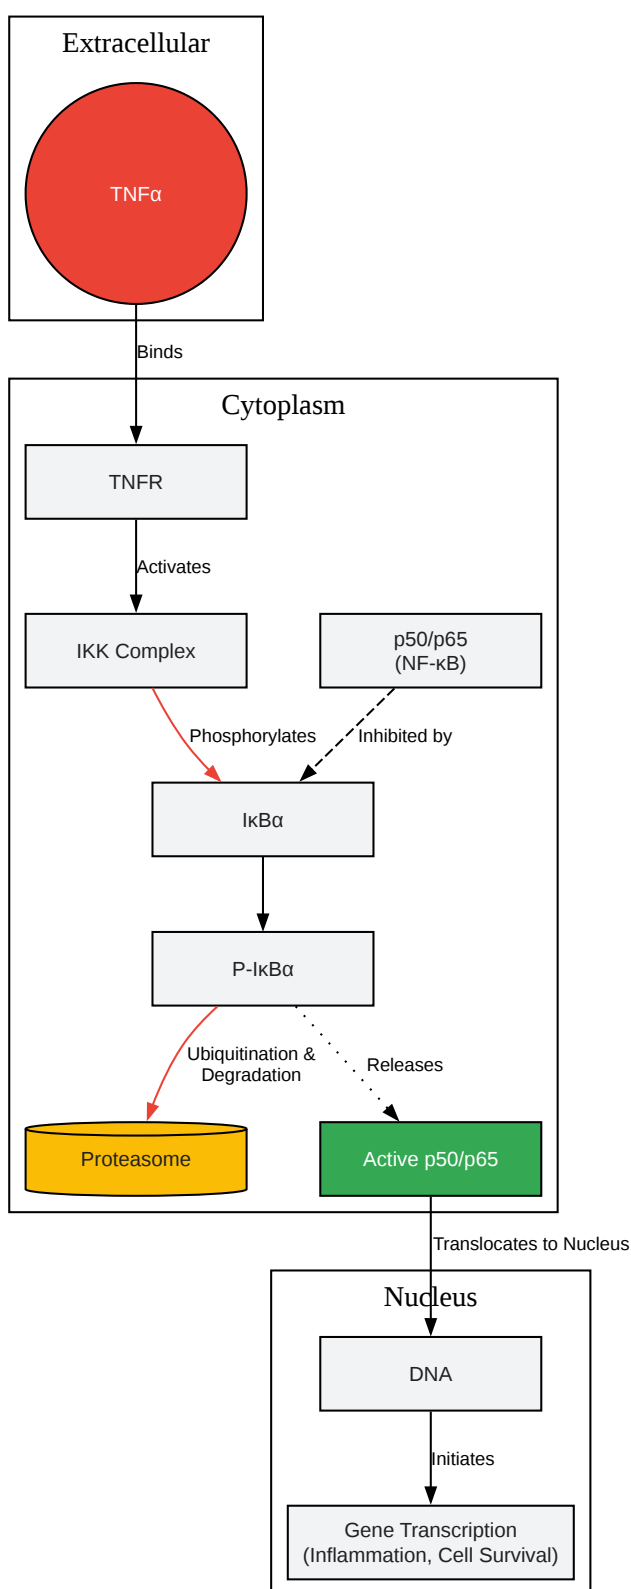 Extracellular
TNFα
Binds
Cytoplasm
TNFR
Activates
IKK Complex
p50/p65
(NF-κB)
Phosphorylates
Inhibited by
IκBα
P-IκBα
Ubiquitination &
Degradation
Releases
Proteasome
Active p50/p65
Translocates to Nucleus
Nucleus
DNA
Initiates
Gene Transcription
(Inflammation, Cell Survival)